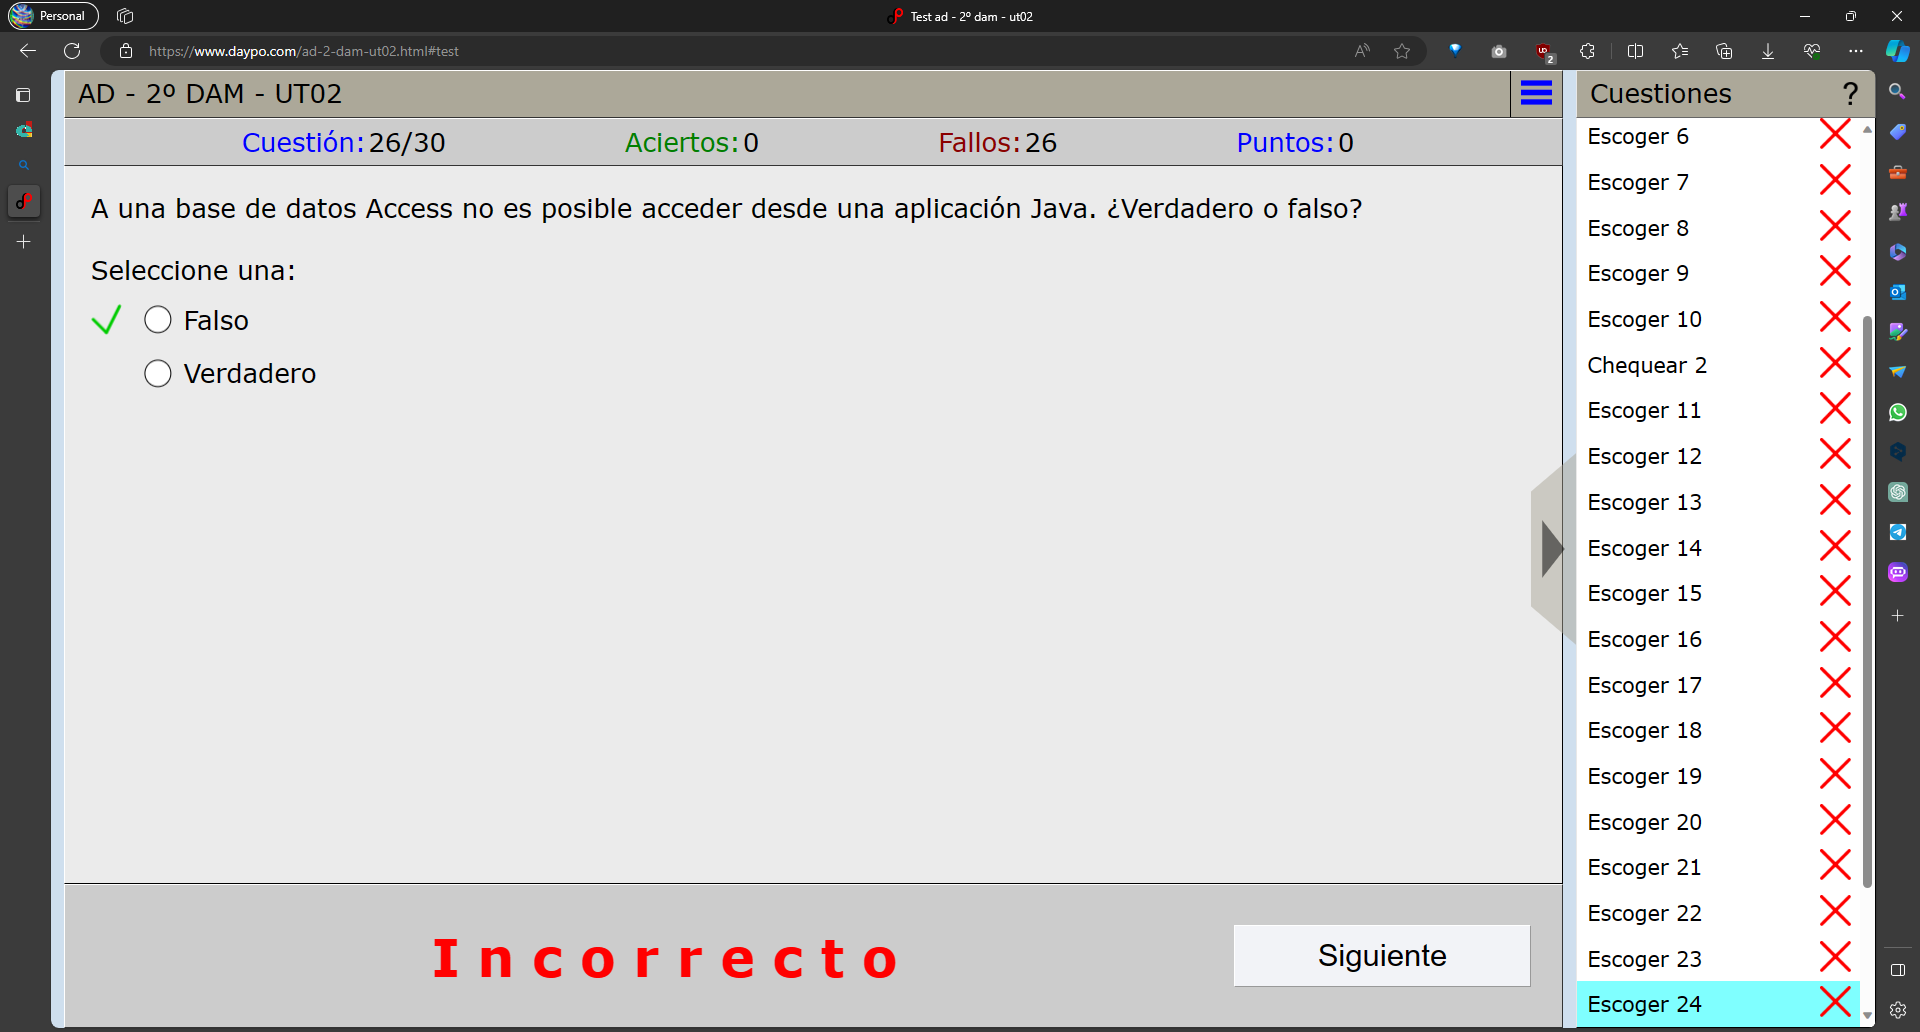 Personal
Test ad - 2º dam - ut02
https://www.daypo.com/ad-2-dam-ut02.html#test
2
AD - 2º DAM - UT02
Cuestión: 26/30
Aciertos: 0
Fallos: 26
Puntos: 0
A una base de datos Access no es posible acceder desde una aplicación Java. ¿Verdadero o falso?
Seleccione una:
Falso
Verdadero
Incorrecto
Siguiente
Cuestiones ?
Escoger 6
Escoger 7
Escoger 8
Escoger 9
Escoger 10
Chequear 2
Escoger 11
Escoger 12
Escoger 13
Escoger 14
Escoger 15
Escoger 16
Escoger 17
Escoger 18
Escoger 19
Escoger 20
Escoger 21
Escoger 22
Escoger 23
Escoger 24